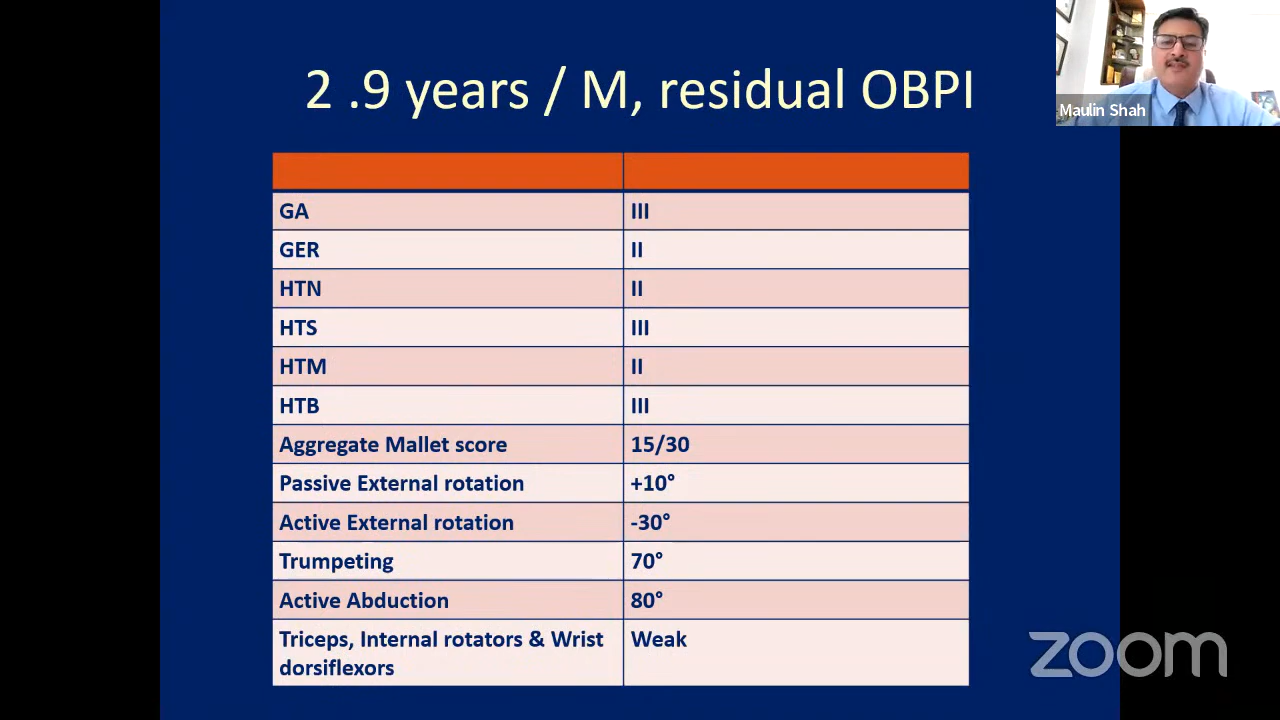 2 .9 years / M, residual OBPI
Maulin Shah
GA III
GER II
HTN II
HTS III
HTM II
HTB III
Aggregate Mallet score 15/30
Passive External rotation +10°
Active External rotation -30°
Trumpeting 70°
Active Abduction 80°
Triceps, Internal rotators & Wrist Weak
dorsiflexors
zoom